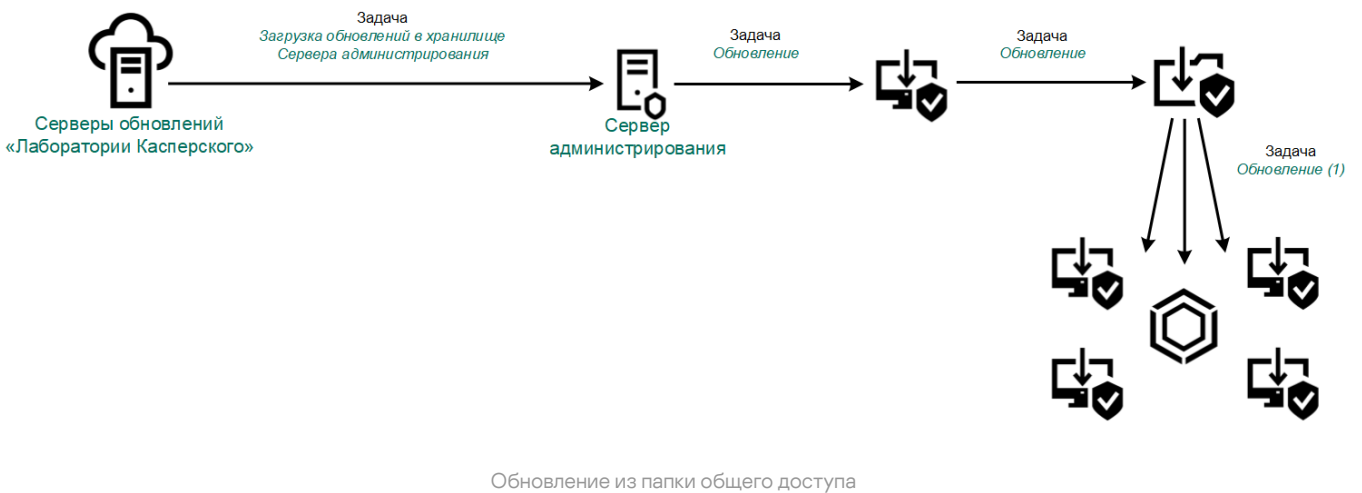 Задача
Загрузка обновлений в хранилище
Сервера администрирования
Задача
Обновление
Задача
Обновление
Серверы обновлений
«Лаборатории Касперского»
Сервер
администрирования
Задача
Обновление (1)
Обновление из папки общего доступа